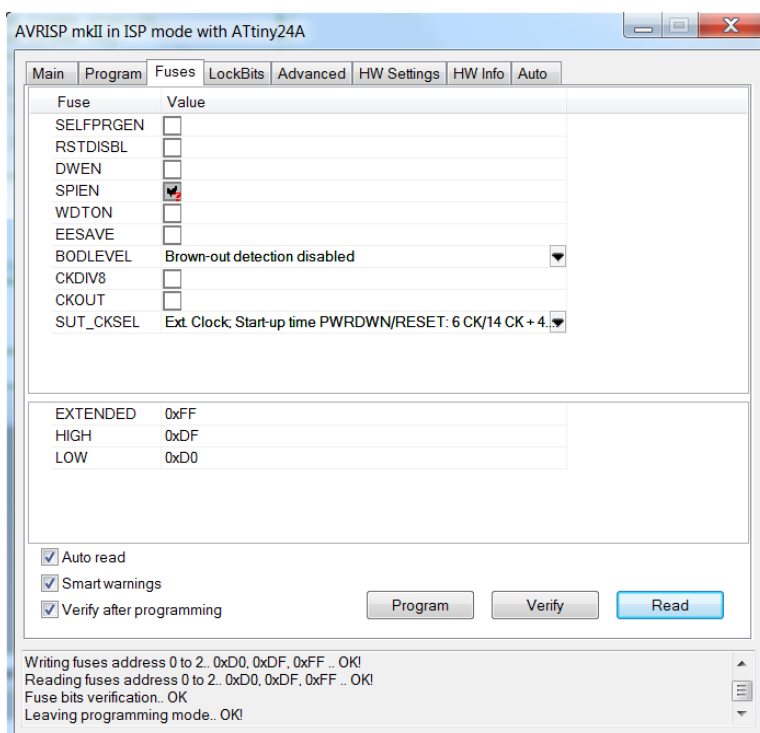 AVRISP mkII in ISP mode with ATtiny24A
Main Program Fuses LockBits Advanced HW Settings HW Info Auto
Fuse Value
SELFPRGEN
RSTDISBL
DWEN
SPIEN
WDTON
EESAVE
BODLEVEL Brown-out detection disabled
CKDIV8
CKOUT
SUT_CKSEL Ext. Clock; Start-up time PWRDWN/RESET: 6 CK/14 CK + 4...
EXTENDED 0xFF
HIGH 0xDF
LOW 0xD0
Auto read
Smart warnings
Verify after programming
Program Verify Read
Writing fuses address 0 to 2.. 0xD0, 0xDF, 0xFF .. OK!
Reading fuses address 0 to 2.. 0xD0, 0xDF, 0xFF .. OK!
Fuse bits verification.. OK
Leaving programming mode.. OK!